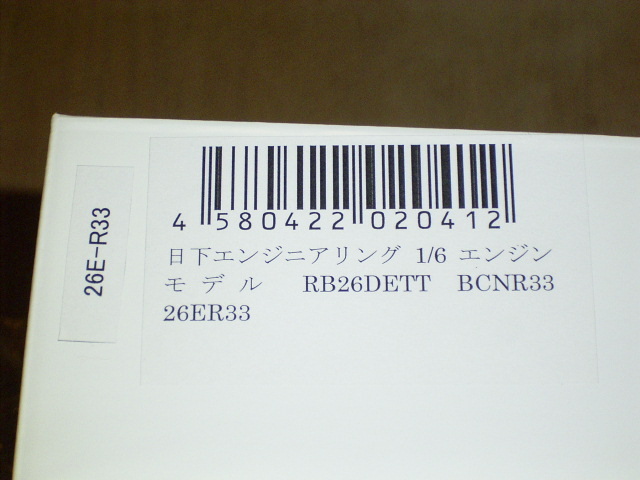 26E-R33
4 580422 020412
日下エンジニアリング 1/6 エンジン
モデル RB26DETT BCNR33
26ER33